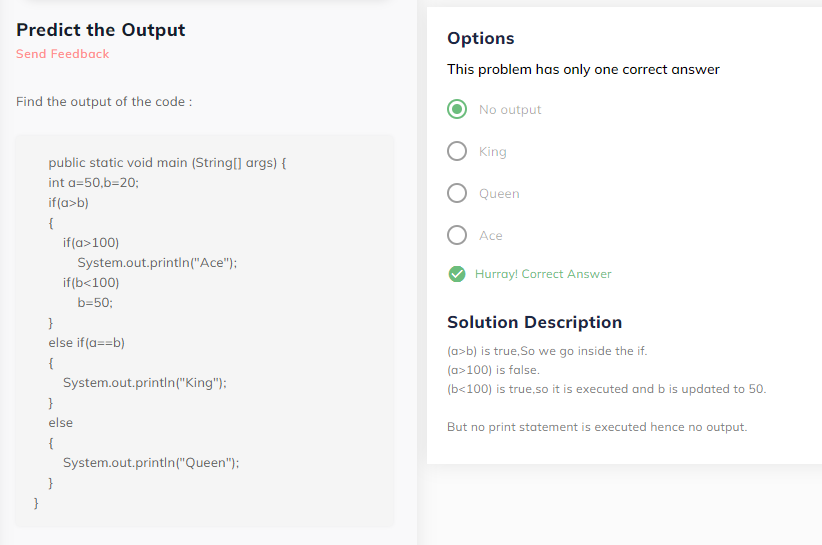 Predict the Output
Send Feedback
Find the output of the code :
public static void main (String[] args) {
int a=50,b=20;
if(a>b)
{
if(a>100)
System.out.println("Ace");
if(b<100)
b=50;
}
else if(a==b)
{
System.out.println("King");
}
else
{
System.out.println("Queen");
}
}
Options
This problem has only one correct answer
No output
King
Queen
Ace
Hurray! Correct Answer
Solution Description
(a>b) is true,So we go inside the if.
(a>100) is false.
(b<100) is true,so it is executed and b is updated to 50.
But no print statement is executed hence no output.